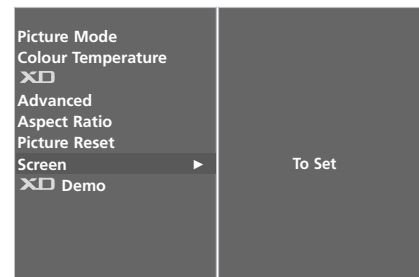 Picture Mode
Colour Temperature
XD
Advanced
Aspect Ratio
Picture Reset
Screen ► To Set
XD Demo